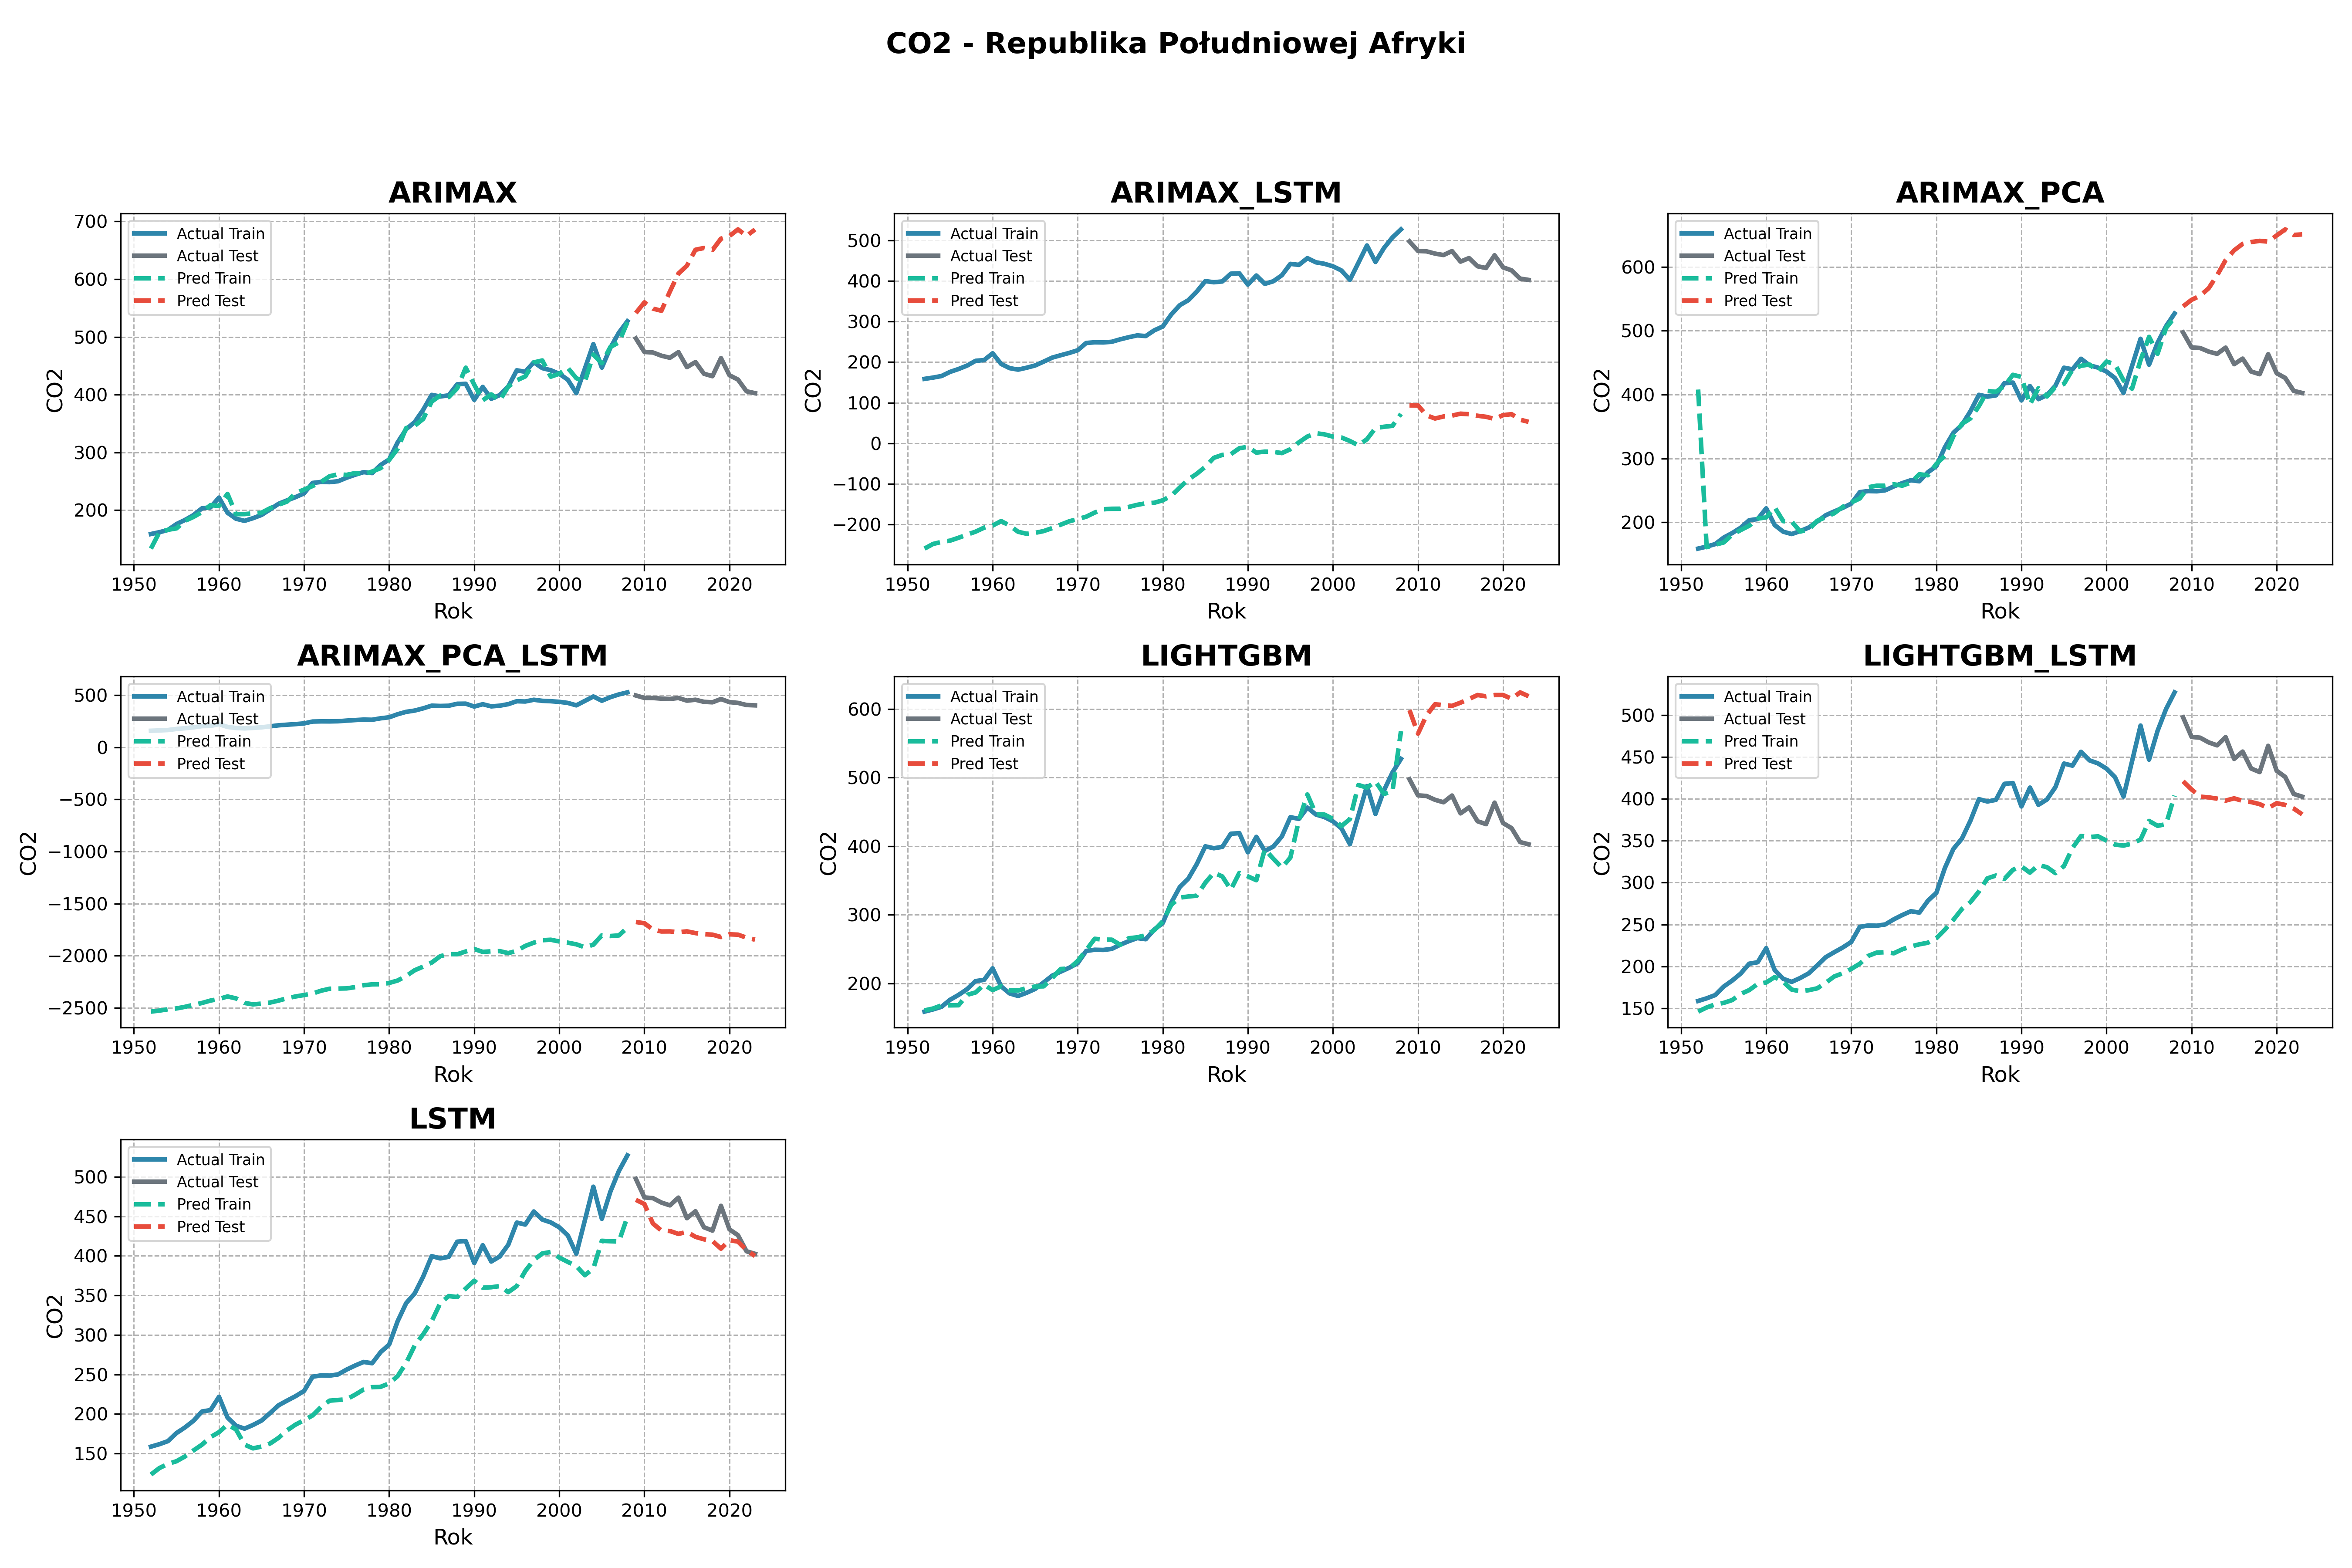 CO2 - Republika Południowej Afryki
ARIMAX
700
600
500
400
300
200
CO2
Actual Train
Actual Test
Pred Train
Pred Test
1950 1960 1970 1980 1990 2000 2010 2020
Rok
ARIMAX_LSTM
500
400
300
200
100
0
−100
−200
CO2
Actual Train
Actual Test
Pred Train
Pred Test
1950 1960 1970 1980 1990 2000 2010 2020
Rok
ARIMAX_PCA
600
500
400
300
200
CO2
Actual Train
Actual Test
Pred Train
Pred Test
1950 1960 1970 1980 1990 2000 2010 2020
Rok
ARIMAX_PCA_LSTM
500
0
−500
−1000
−1500
−2000
−2500
CO2
Actual Train
Actual Test
Pred Train
Pred Test
1950 1960 1970 1980 1990 2000 2010 2020
Rok
LIGHTGBM
600
500
400
300
200
CO2
Actual Train
Actual Test
Pred Train
Pred Test
1950 1960 1970 1980 1990 2000 2010 2020
Rok
LIGHTGBM_LSTM
500
450
400
350
300
250
200
150
CO2
Actual Train
Actual Test
Pred Train
Pred Test
1950 1960 1970 1980 1990 2000 2010 2020
Rok
LSTM
500
450
400
350
300
250
200
150
CO2
Actual Train
Actual Test
Pred Train
Pred Test
1950 1960 1970 1980 1990 2000 2010 2020
Rok